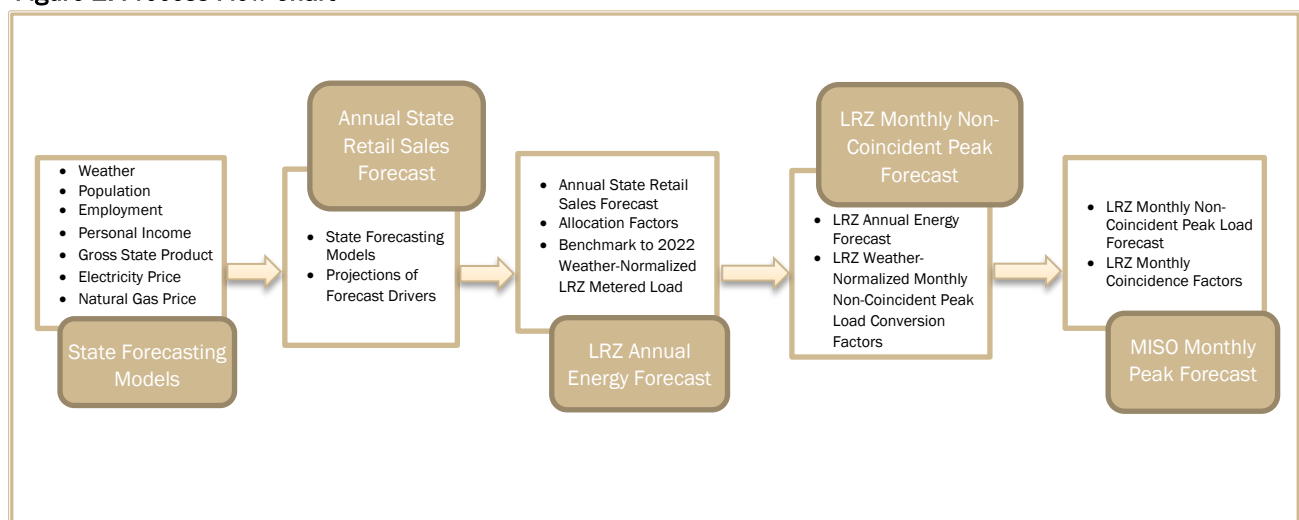 Figure 2: Process Flow Chart
• Weather
• Population
• Employment
• Personal Income
• Gross State Product
• Electricity Price
• Natural Gas Price
State Forecasting
Models
Annual State
Retail Sales
Forecast
• State Forecasting
Models
• Projections of
Forecast Drivers
• Annual State Retail
Sales Forecast
• Allocation Factors
• Benchmark to 2022
Weather-Normalized
LRZ Metered Load
LRZ Annual
Energy Forecast
LRZ Monthly Non-
Coincident Peak
Forecast
• LRZ Annual Energy
Forecast
• LRZ Weather-
Normalized Monthly
Non-Coincident Peak
Load Conversion
Factors
• LRZ Monthly Non-
Coincident Peak Load
Forecast
• LRZ Monthly
Coincidence Factors
MISO Monthly
Peak Forecast